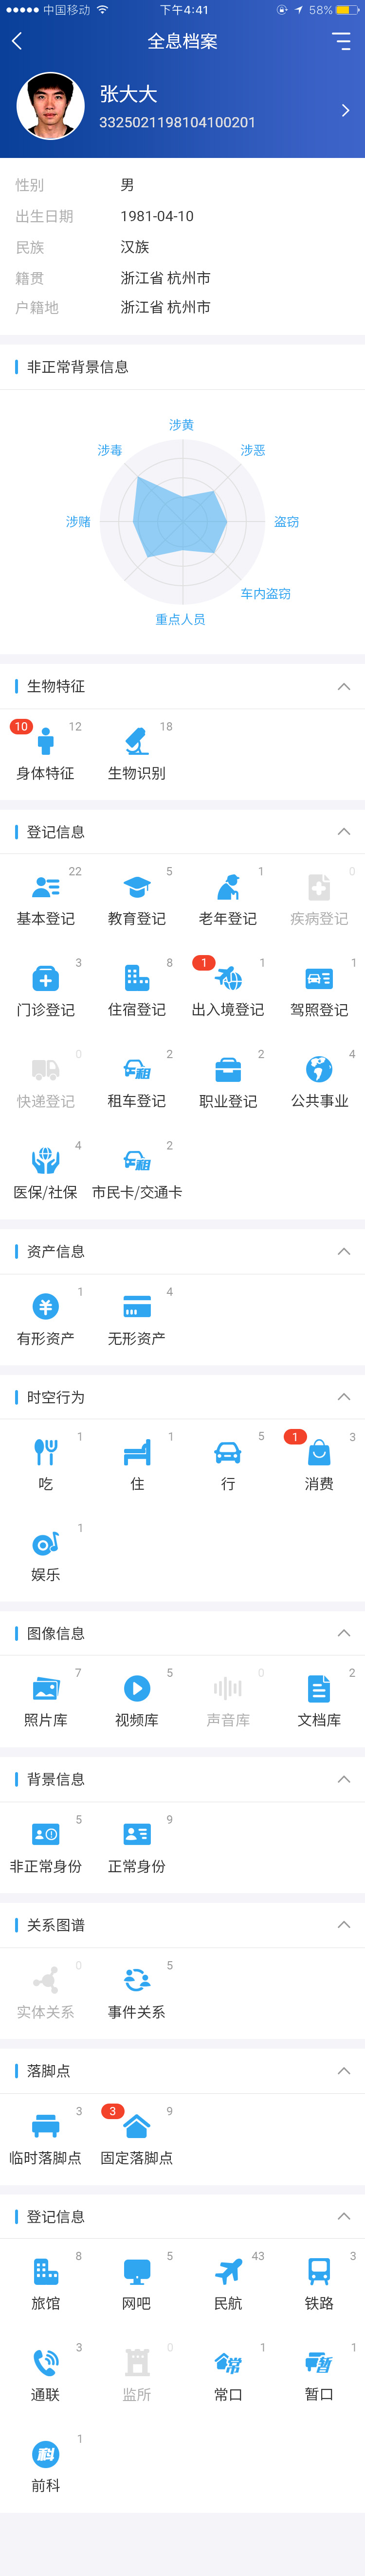 中国移动 下午4:41 58%
全息档案
张大大
3325021198104100201
性别 男
出生日期 1981-04-10
民族 汉族
籍贯 浙江省 杭州市
户籍地 浙江省 杭州市
非正常背景信息
涉黄
涉毒 涉恶
涉赌 盗窃
车内盗窃
重点人员
生物特征
10 12 18
身体特征 生物识别
登记信息
22 5 1 0
基本登记 教育登记 老年登记 疾病登记
3 8 1 1 1
门诊登记 住宿登记 出入境登记 驾照登记
0 2 2 4
租
快递登记 租车登记 职业登记 公共事业
4 2
租
医保/社保 市民卡/交通卡
资产信息
1 4
有形资产 无形资产
时空行为
1 1 5 1 3
吃 住 行 消费
1
娱乐
图像信息
7 5 0 2
照片库 视频库 声音库 文档库
背景信息
5 9
非正常身份 正常身份
关系图谱
0 5
实体关系 事件关系
落脚点
3 3 9
临时落脚点 固定落脚点
登记信息
8 5 43 3
旅馆 网吧 民航 铁路
3 0 1 1
常 暂
通联 监所 常口 暂口
1
科
前科